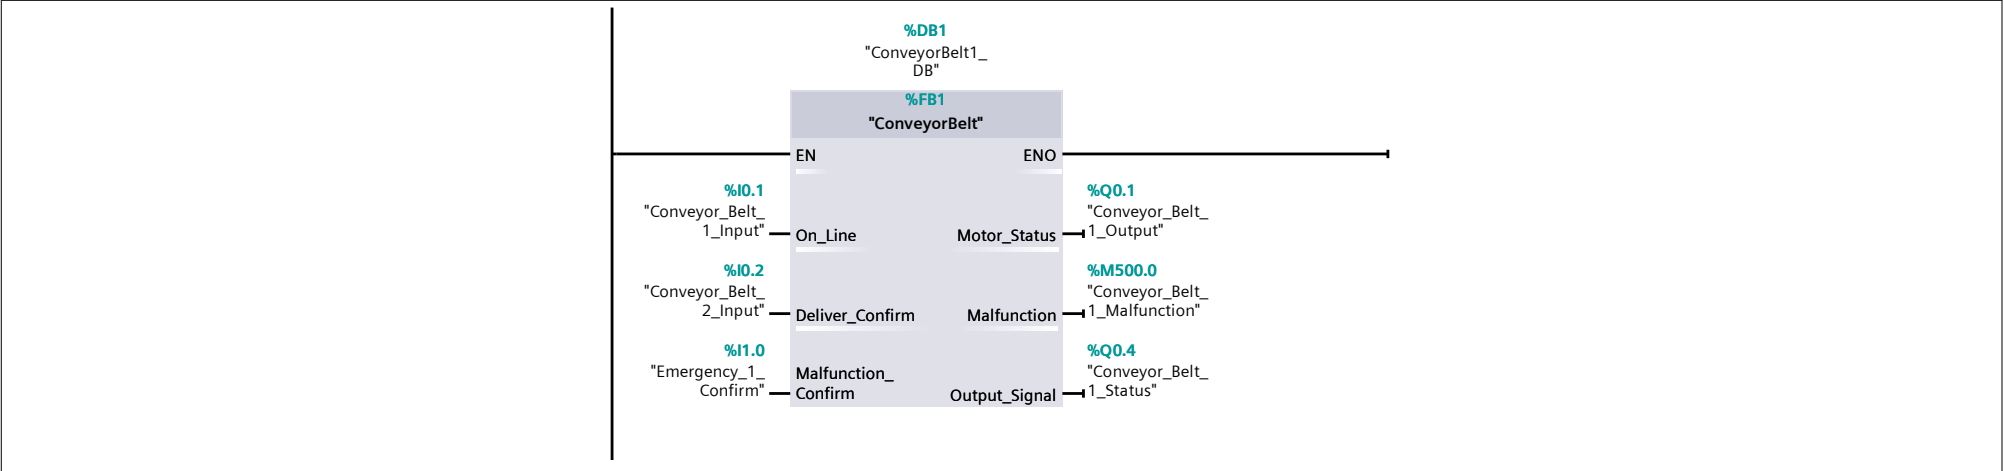 %DB1
"ConveyorBelt1_
DB"
%FB1
"ConveyorBelt"
EN
ENO
%I0.1
"Conveyor_Belt_
1_Input"
On_Line
Motor_Status
%Q0.1
"Conveyor_Belt_
1_Output"
%I0.2
"Conveyor_Belt_
2_Input"
Deliver_Confirm
Malfunction
%M500.0
"Conveyor_Belt_
1_Malfunction"
%I1.0
"Emergency_1_
Confirm"
Malfunction_
Confirm
Output_Signal
%Q0.4
"Conveyor_Belt_
1_Status"